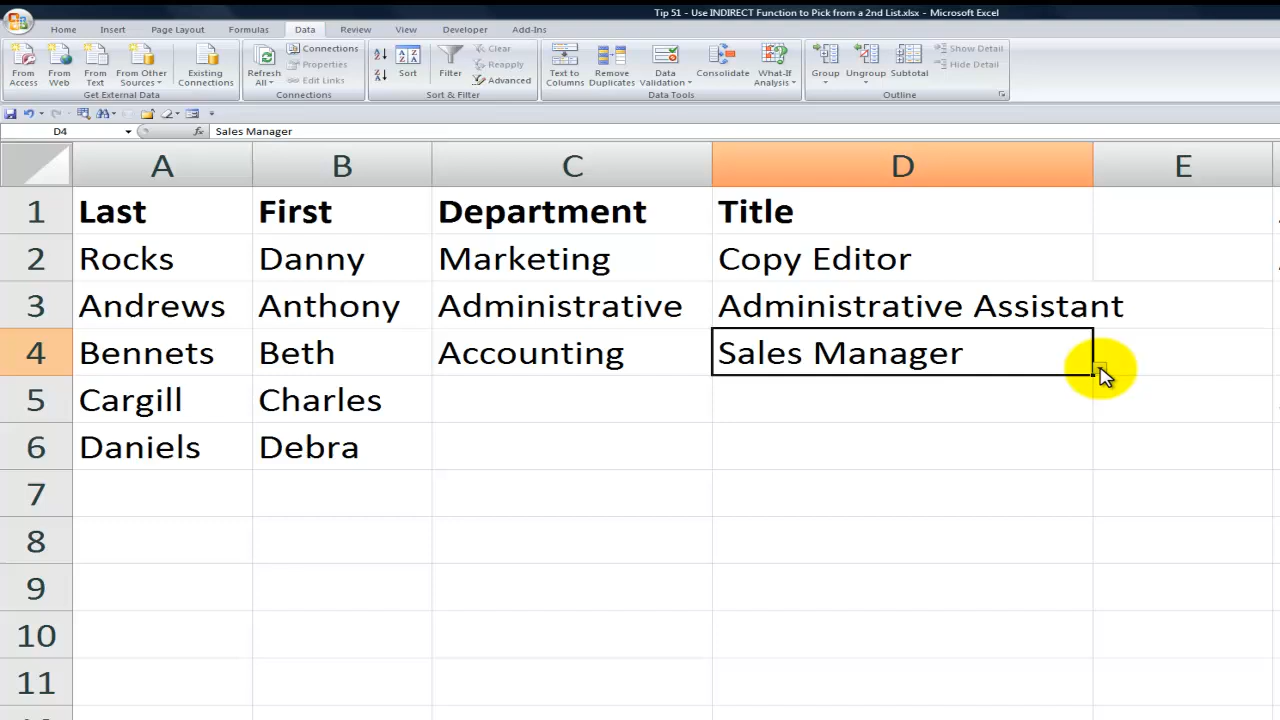 Tip 51 - Use INDIRECT Function to Pick from a 2nd List.xlsx - Microsoft Excel
Home Insert Page Layout Formulas Data Review View Developer Add-Ins
From Access From Web From Text From Other Sources Existing Connections Refresh All Connections Properties Edit Links Sort Filter Clear Reapply Advanced Text to Columns Remove Duplicates Data Validation Consolidate What-If Analysis Group Ungroup Subtotal Show Detail Hide Detail
Get External Data Connections Sort & Filter Data Tools Outline
D4 fx Sales Manager
A B C D E
1 Last First Department Title
2 Rocks Danny Marketing Copy Editor
3 Andrews Anthony Administrative Administrative Assistant
4 Bennets Beth Accounting Sales Manager
5 Cargill Charles
6 Daniels Debra
7
8
9
10
11